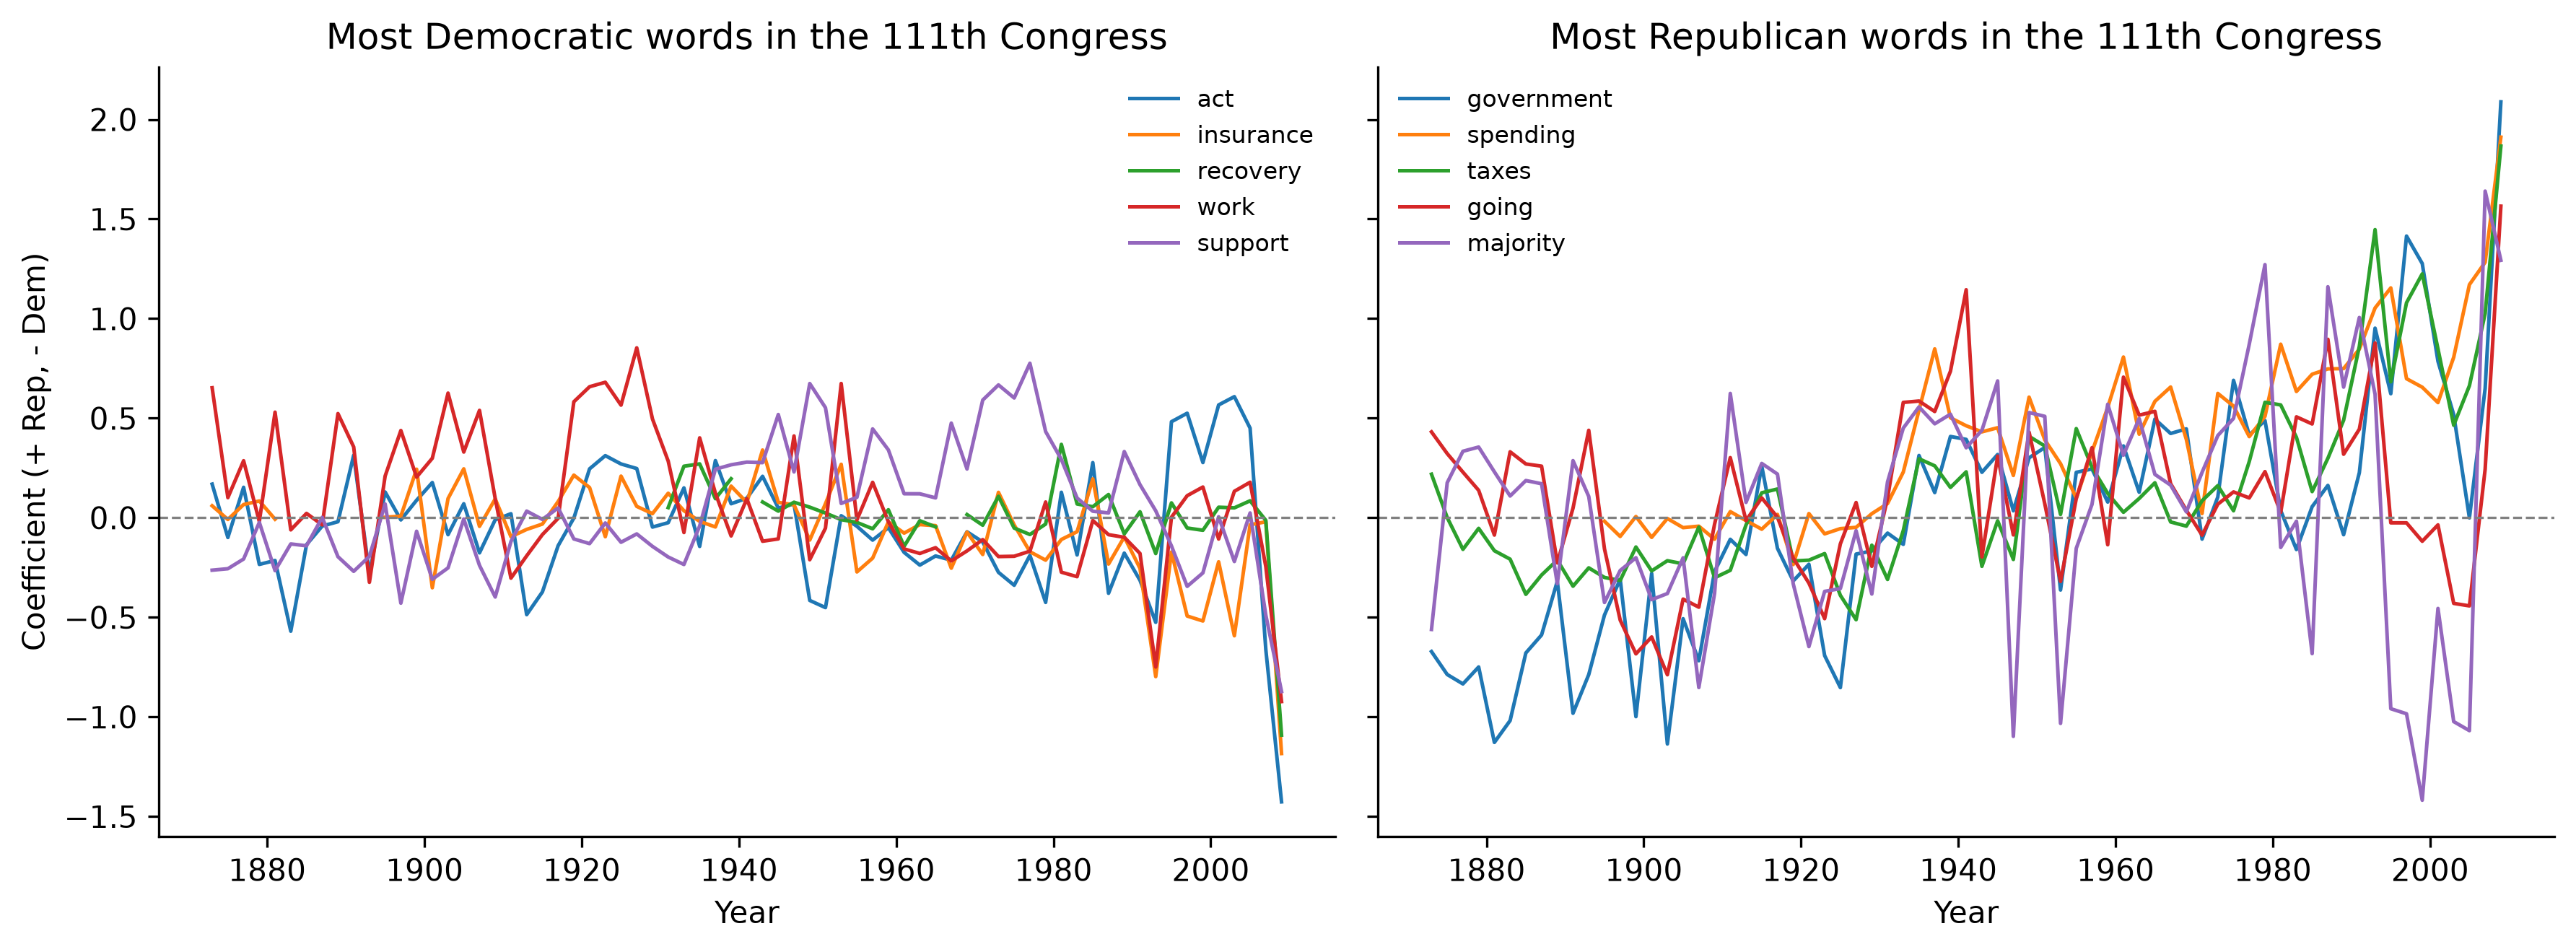 Most Democratic words in the 111th Congress
Coefficient (+ Rep, - Dem)
2.0
1.5
1.0
0.5
0.0
−0.5
−1.0
−1.5
act
insurance
recovery
work
support
1880 1900 1920 1940 1960 1980 2000
Year
Most Republican words in the 111th Congress
government
spending
taxes
going
majority
1880 1900 1920 1940 1960 1980 2000
Year